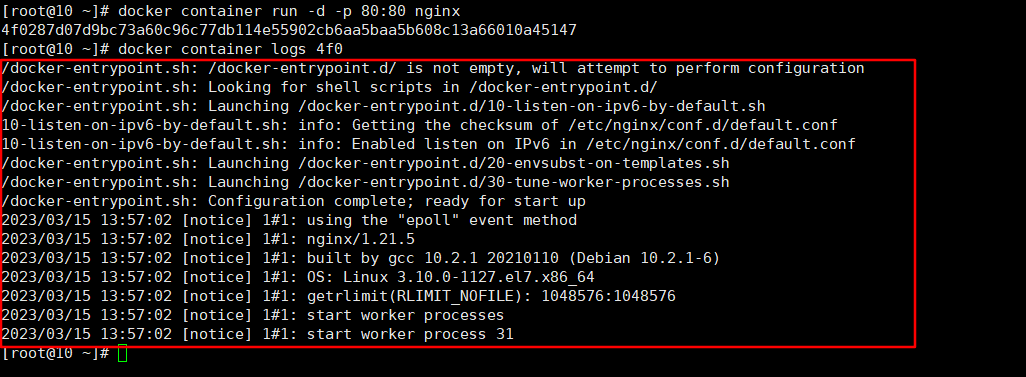 [root@10 ~]# docker container run -d -p 80:80 nginx
4f0287d07d9bc73a60c96c77db114e55902cb6aa5baa5b608c13a66010a45147
[root@10 ~]# docker container logs 4f0
/docker-entrypoint.sh: /docker-entrypoint.d/ is not empty, will attempt to perform configuration
/docker-entrypoint.sh: Looking for shell scripts in /docker-entrypoint.d/
/docker-entrypoint.sh: Launching /docker-entrypoint.d/10-listen-on-ipv6-by-default.sh
10-listen-on-ipv6-by-default.sh: info: Getting the checksum of /etc/nginx/conf.d/default.conf
10-listen-on-ipv6-by-default.sh: info: Enabled listen on IPv6 in /etc/nginx/conf.d/default.conf
/docker-entrypoint.sh: Launching /docker-entrypoint.d/20-envsubst-on-templates.sh
/docker-entrypoint.sh: Launching /docker-entrypoint.d/30-tune-worker-processes.sh
/docker-entrypoint.sh: Configuration complete; ready for start up
2023/03/15 13:57:02 [notice] 1#1: using the "epoll" event method
2023/03/15 13:57:02 [notice] 1#1: nginx/1.21.5
2023/03/15 13:57:02 [notice] 1#1: built by gcc 10.2.1 20210110 (Debian 10.2.1-6)
2023/03/15 13:57:02 [notice] 1#1: OS: Linux 3.10.0-1127.el7.x86_64
2023/03/15 13:57:02 [notice] 1#1: getrlimit(RLIMIT_NOFILE): 1048576:1048576
2023/03/15 13:57:02 [notice] 1#1: start worker processes
2023/03/15 13:57:02 [notice] 1#1: start worker process 31
[root@10 ~]#